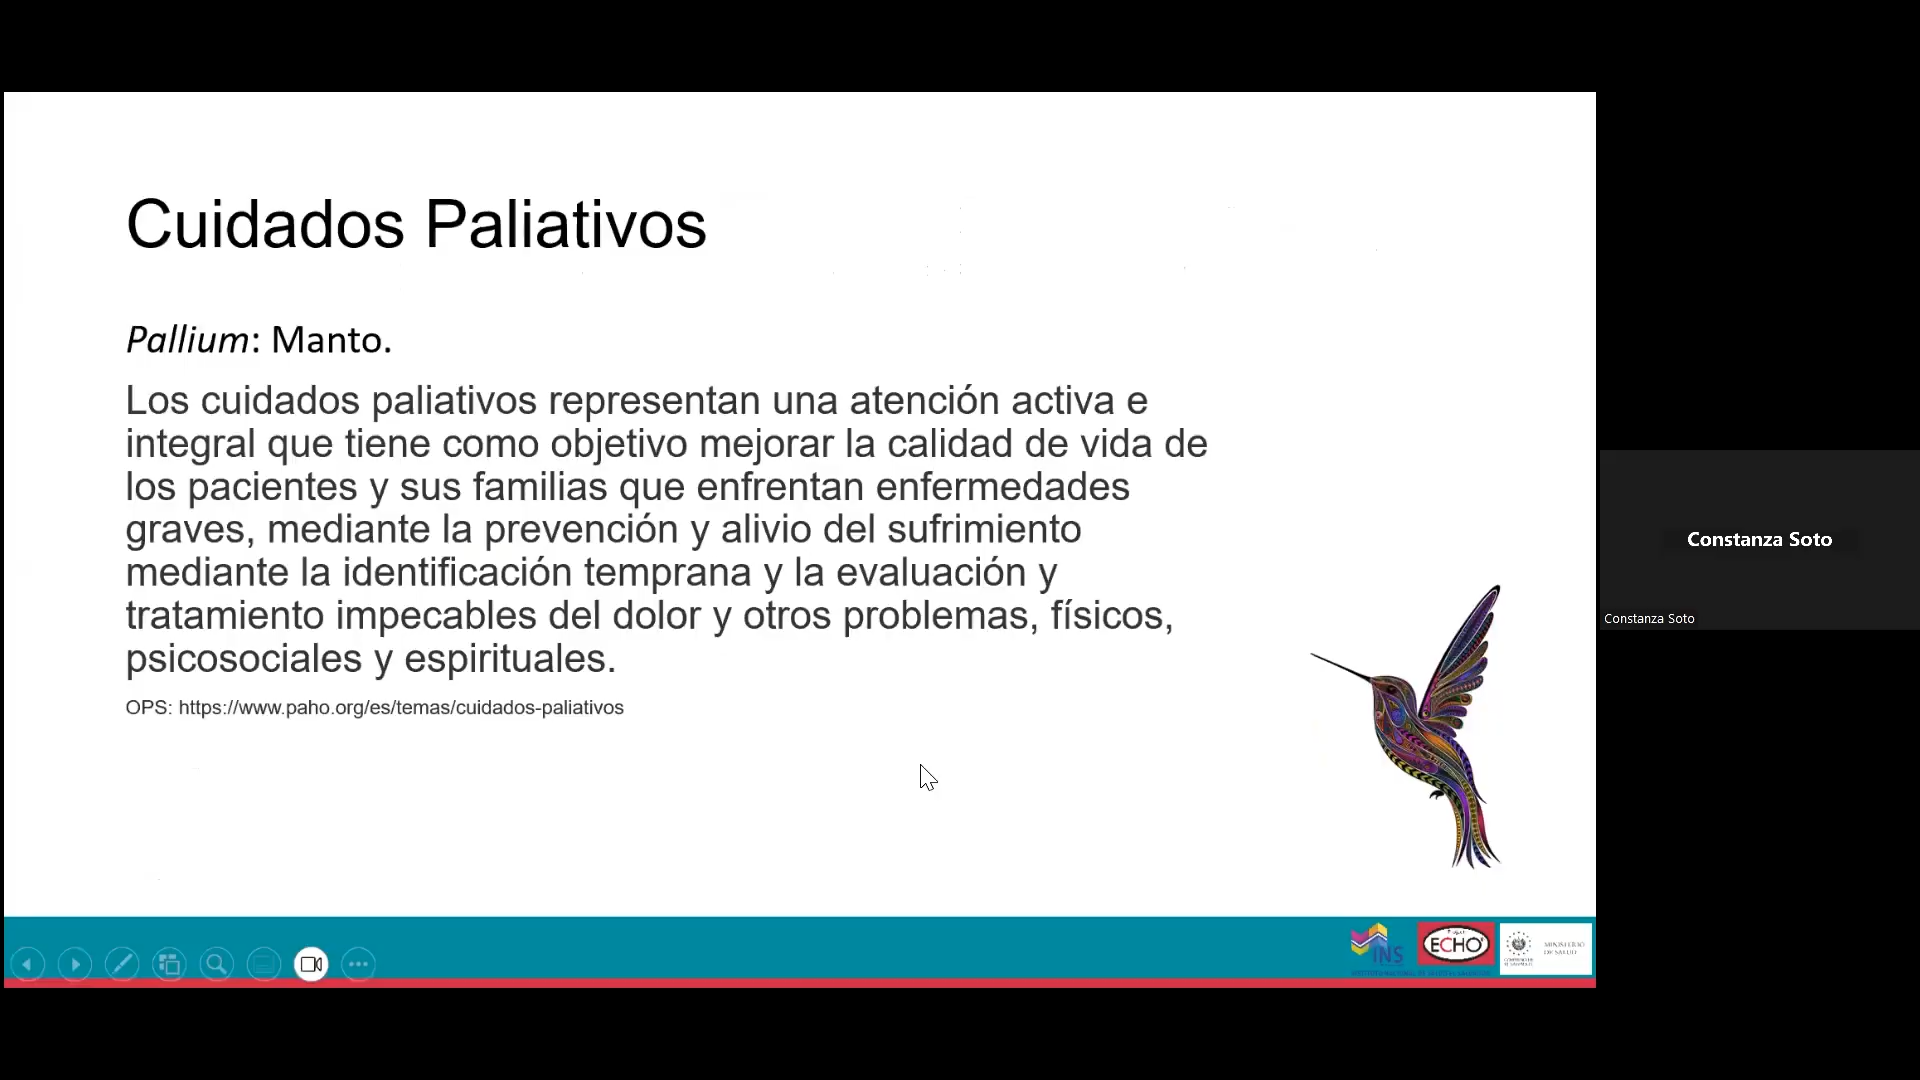 Cuidados Paliativos
Pallium: Manto.
Los cuidados paliativos representan una atención activa e
integral que tiene como objetivo mejorar la calidad de vida de
los pacientes y sus familias que enfrentan enfermedades
graves, mediante la prevención y alivio del sufrimiento
mediante la identificación temprana y la evaluación y
tratamiento impecables del dolor y otros problemas, físicos,
psicosociales y espirituales.
OPS: https://www.paho.org/es/temas/cuidados-paliativos
Constanza Soto
Constanza Soto
INS
ECHO
MINISTERIO
DE SALUD